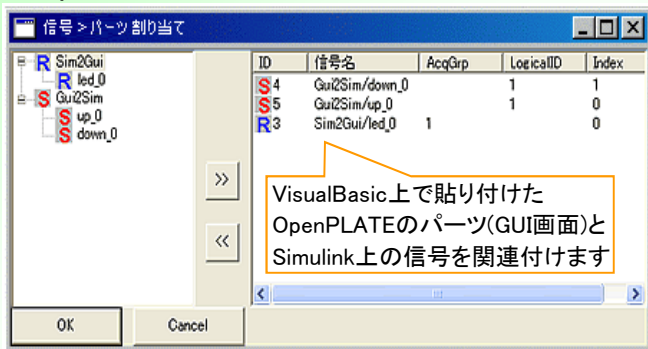 信号>パーツ割り当て
R Sim2Gui
R led_0
S Gui2Sim
S up_0
S down_0
>>
<<
ID 信号名 AcqGrp LogicalID Index
S 4 Gui2Sim/down_0 1 1
S 5 Gui2Sim/up_0 1 0
R 3 Sim2Gui/led_0 1 0
VisualBasic上で貼り付けた
OpenPLATEのパーツ(GUI画面)と
Simulink上の信号を関連付けます
OK Cancel